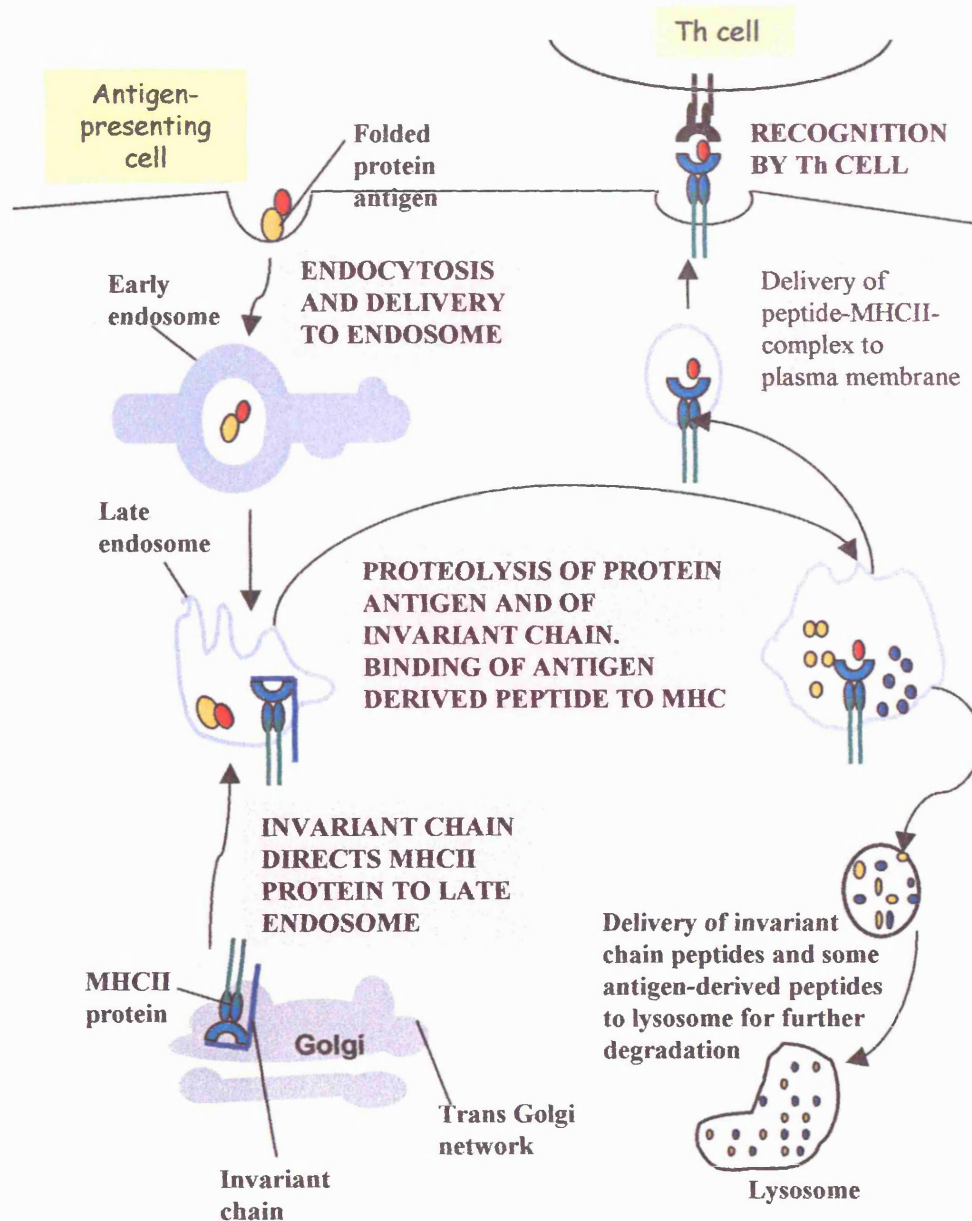 Th cell
Antigen-
presenting
cell
Folded
protein
antigen
RECOGNITION
BY Th CELL
ENDOCYTOSIS
AND DELIVERY
TO ENDOSOME
Early
endosome
Delivery of
peptide-MHCII-
complex to
plasma membrane
Late
endosome
PROTEOLYSIS OF PROTEIN
ANTIGEN AND OF
INVARIANT CHAIN.
BINDING OF ANTIGEN
DERIVED PEPTIDE TO MHC
INVARIANT CHAIN
DIRECTS MHCII
PROTEIN TO LATE
ENDOSOME
MHCII
protein
Golgi
Trans Golgi
network
Invariant
chain
Delivery of invariant
chain peptides and some
antigen-derived peptides
to lysosome for further
degradation
Lysosome